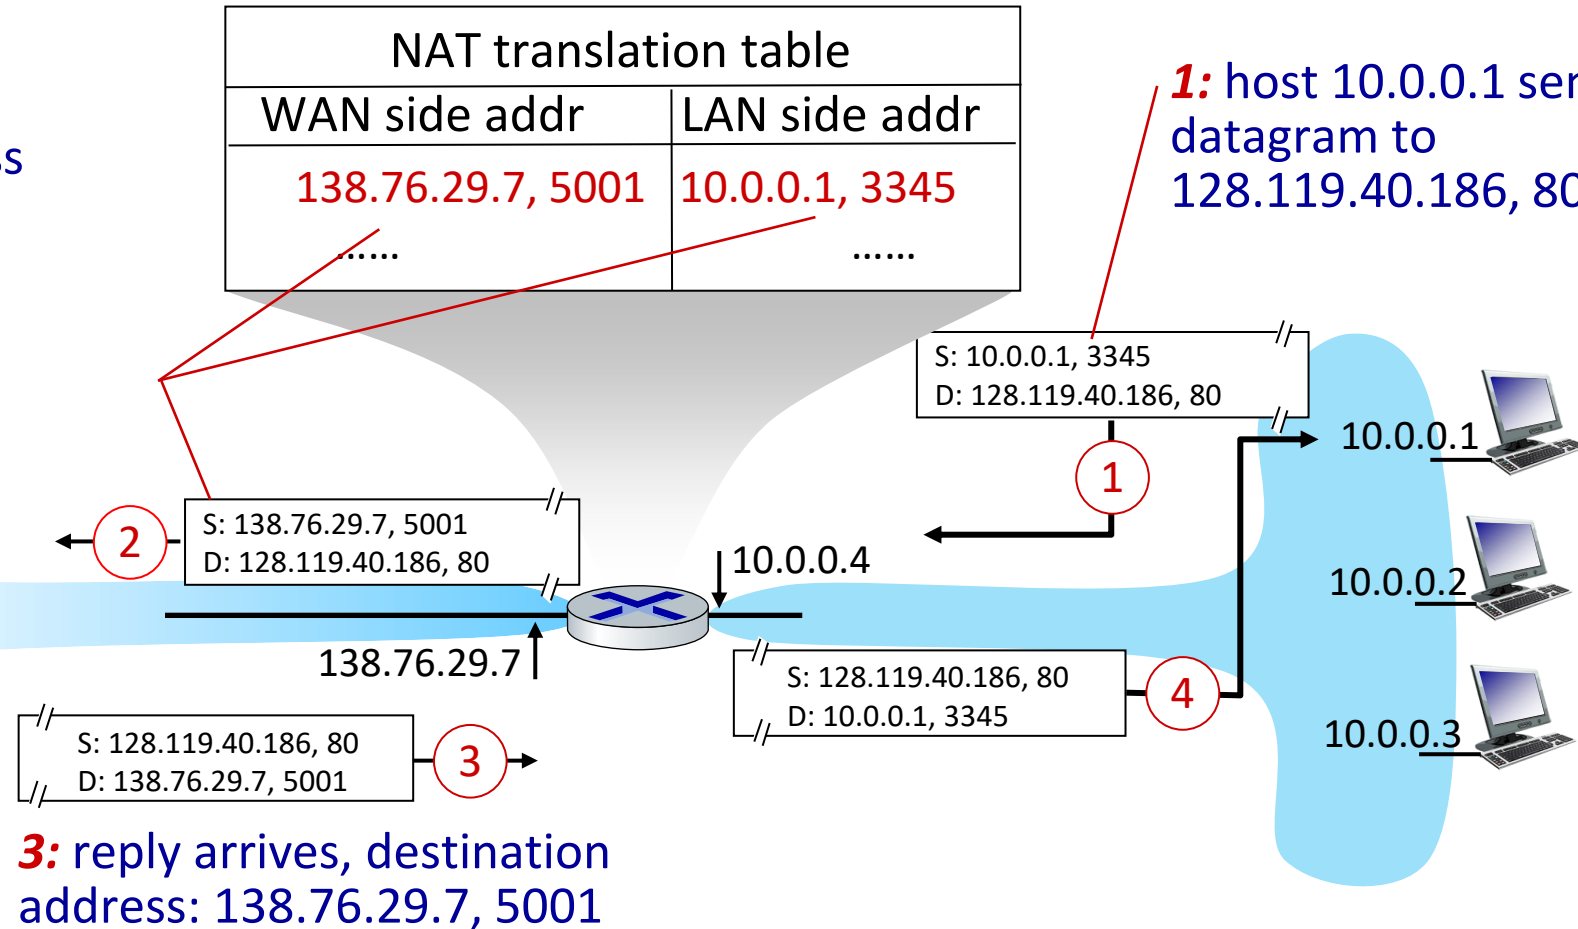 NAT translation table
WAN side addr LAN side addr
138.76.29.7, 5001 10.0.0.1, 3345
…… ……
1: host 10.0.0.1
datagram to
128.119.40.186, 80
S: 10.0.0.1, 3345
D: 128.119.40.186, 80
1
10.0.0.1
2
S: 138.76.29.7, 5001
D: 128.119.40.186, 80
10.0.0.4
10.0.0.2
138.76.29.7
S: 128.119.40.186, 80
D: 10.0.0.1, 3345
4
10.0.0.3
S: 128.119.40.186, 80
D: 138.76.29.7, 5001
3
3: reply arrives, destination
address: 138.76.29.7, 5001